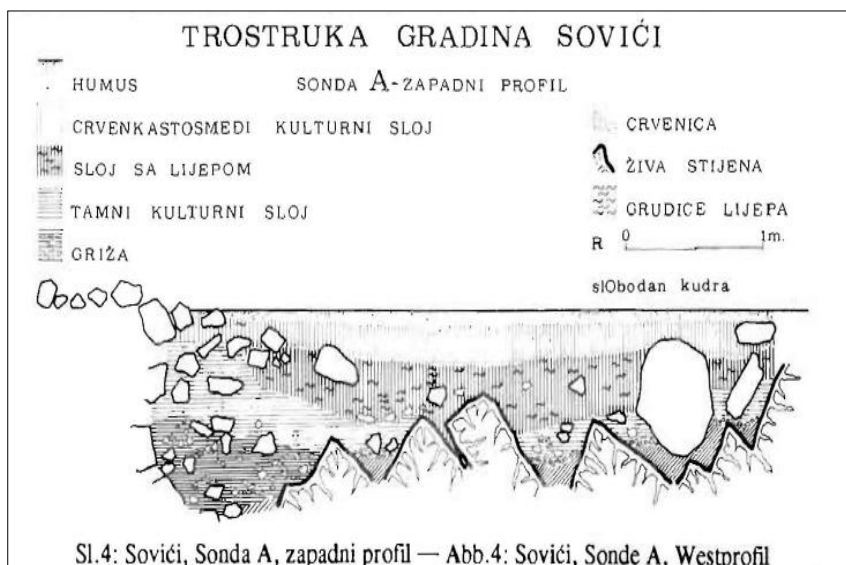 TROSTRUKA GRADINA SOVIĆI
HUMUS
SONDA A-ZAPADNI PROFIL
CRVENKASTOSMEDI KULTURNI SLOJ
SLOJ SA LIJEPOM
TAMNI KULTURNI SLOJ
GRIŽA
CRVENICA
ŽIVA STIJENA
GRUDICE LIJEPA
R 0 1m.
slObodan kudra
Sl.4: Sovići, Sonda A, zapadni profil — Abb.4: Sovići, Sonde A, Westprofil